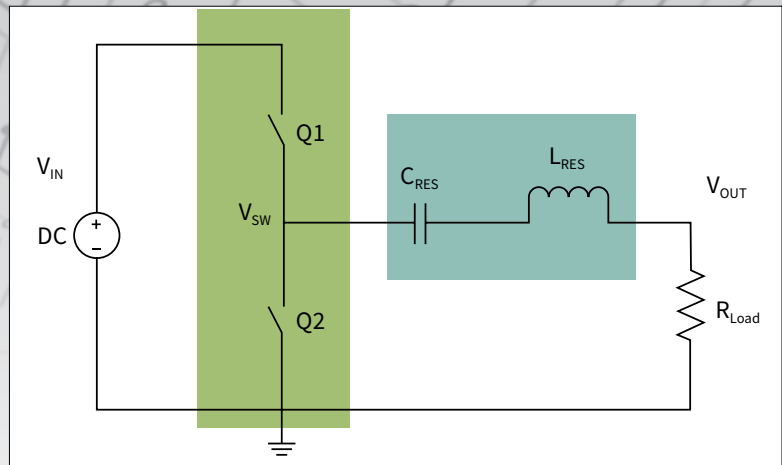 Q1
L_RES
C_RES
V_IN
V_OUT
V_SW
DC
+
−
Q2
R_Load